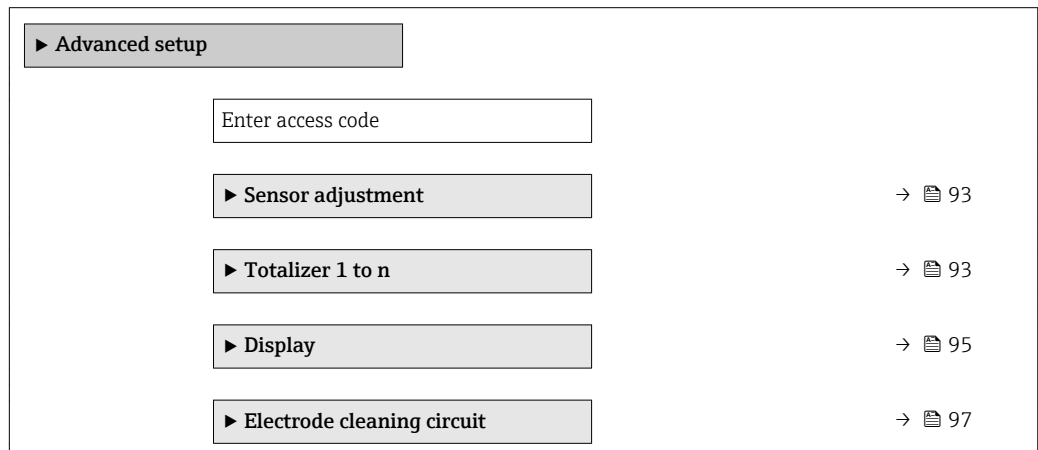 ▶ Advanced setup
Enter access code
▶ Sensor adjustment → 93
▶ Totalizer 1 to n → 93
▶ Display → 95
▶ Electrode cleaning circuit → 97